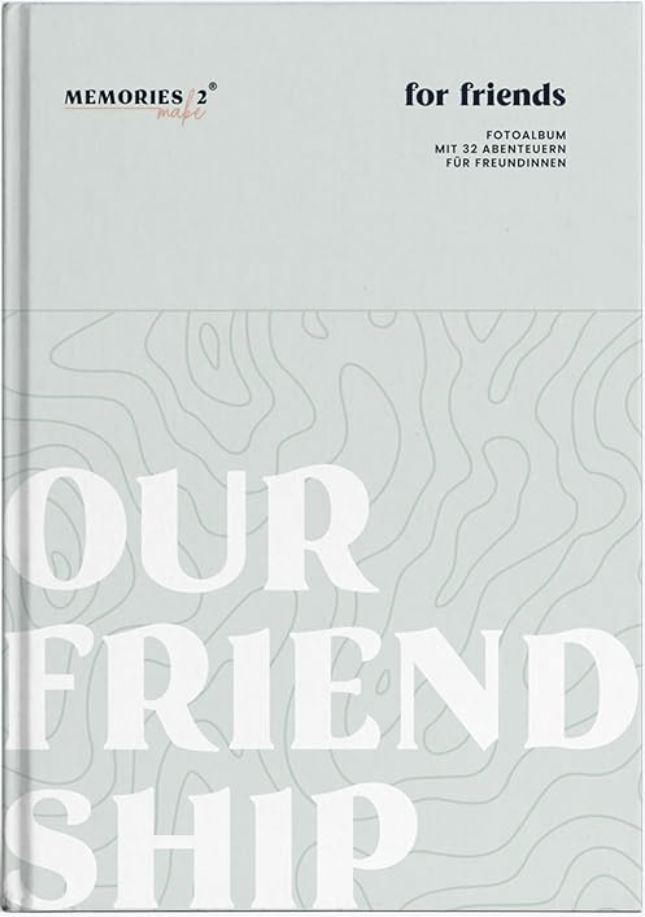 MEMORIES 2®
make
for friends
FOTOALBUM
MIT 32 ABENTEUERN
FÜR FREUNDINNEN
OUR
FRIEND
SHIP